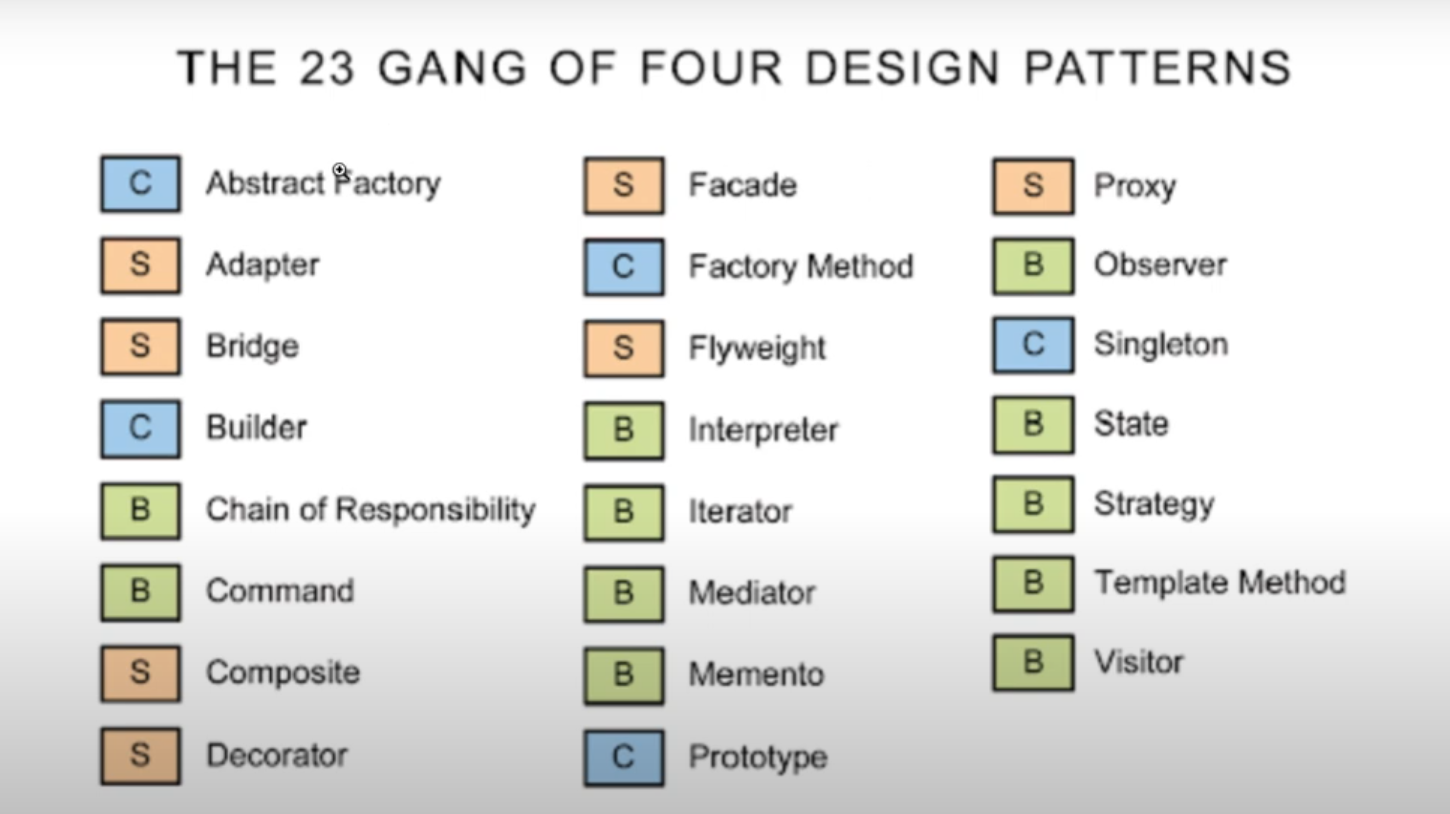 THE 23 GANG OF FOUR DESIGN PATTERNS
C Abstract Factory
S Adapter
S Bridge
C Builder
B Chain of Responsibility
B Command
S Composite
S Decorator
S Facade
C Factory Method
S Flyweight
B Interpreter
B Iterator
B Mediator
B Memento
C Prototype
S Proxy
B Observer
C Singleton
B State
B Strategy
B Template Method
B Visitor